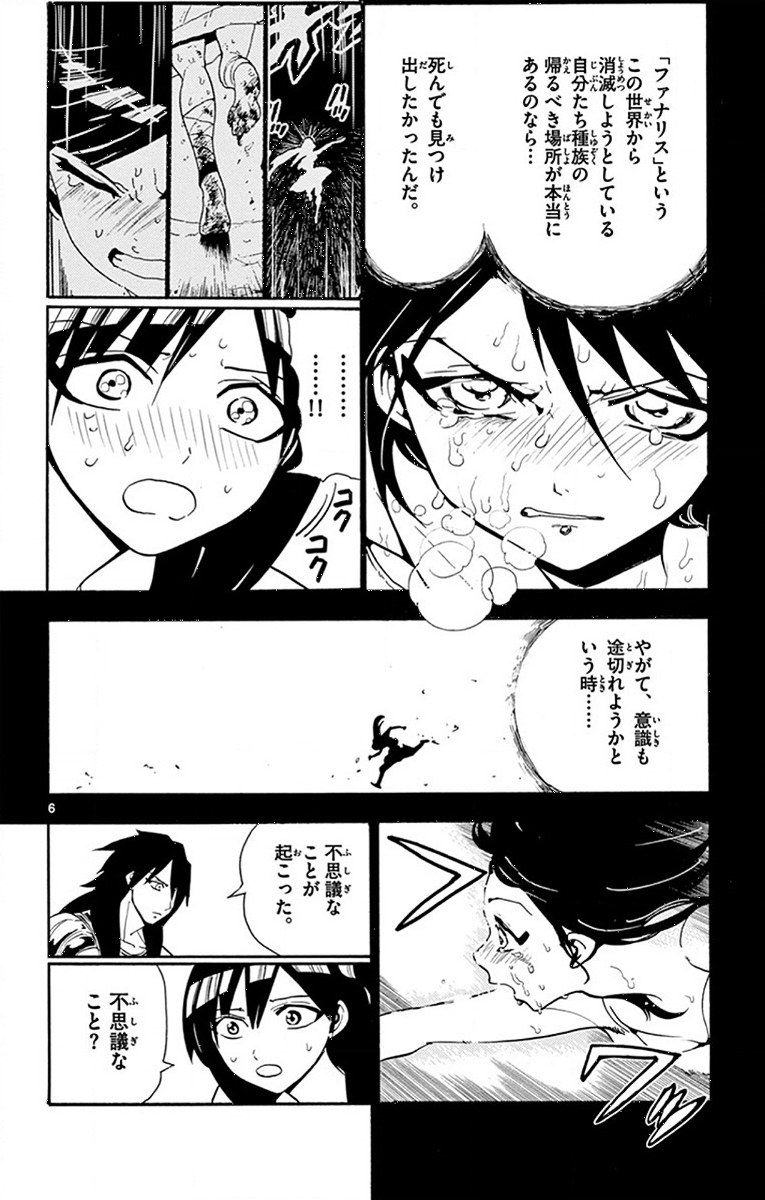 「ファナリス」という
この世界から
消滅しようとしている
自分たち種族の
帰るべき場所が本当に
あるのなら…
死んでも見つけ
出したかったんだ。
………
……!!
コク
コク
やがて、意識も
途切れようかと
いう時……
不思議な
ことが
起こった。
不思議な
こと?
6